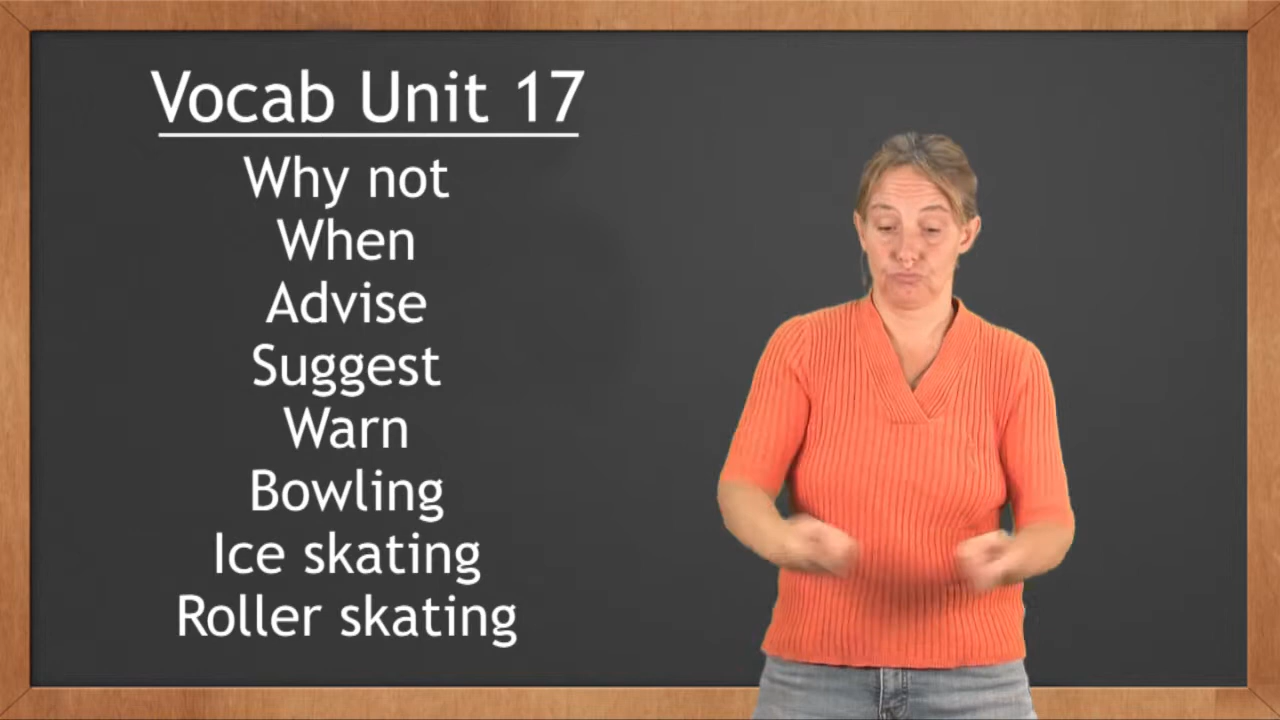 Vocab Unit 17
Why not
When
Advise
Suggest
Warn
Bowling
Ice skating
Roller skating